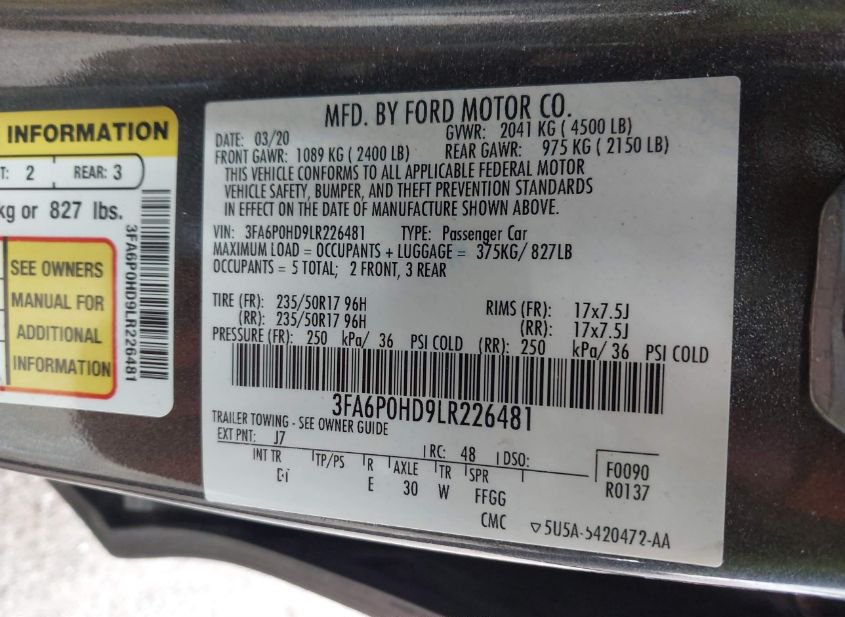 INFORMATION
T: 2 REAR: 3
kg or 827 lbs.
SEE OWNERS
MANUAL FOR
ADDITIONAL
INFORMATION
3FA6P0HD9LR226481
MFD. BY FORD MOTOR CO.
DATE: 03/20 GVWR: 2041 KG ( 4500 LB)
FRONT GAWR: 1089 KG ( 2400 LB) REAR GAWR: 975 KG ( 2150 LB)
THIS VEHICLE CONFORMS TO ALL APPLICABLE FEDERAL MOTOR
VEHICLE SAFETY, BUMPER, AND THEFT PREVENTION STANDARDS
IN EFFECT ON THE DATE OF MANUFACTURE SHOWN ABOVE.
VIN: 3FA6P0HD9LR226481 TYPE: Passenger Car
MAXIMUM LOAD = OCCUPANTS + LUGGAGE = 375KG/ 827LB
OCCUPANTS = 5 TOTAL; 2 FRONT, 3 REAR
TIRE (FR): 235/50R17 96H RIMS (FR): 17x7.5J
(RR): 235/50R17 96H (RR): 17x7.5J
PRESSURE (FR): 250 kPa/ 36 PSI COLD (RR): 250 kPa/ 36 PSI COLD
3FA6P0HD9LR226481
TRAILER TOWING - SEE OWNER GUIDE
EXT PNT: J7 RC: 48 DSO: F0090
INT TR TP/PS R AXLE TR SPR R0137
E 30 W FFGG
CMC ▽5U5A-5420472-AA